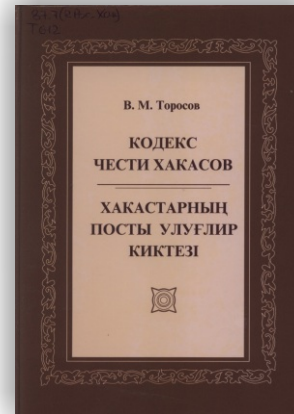 В. М. Торосов
КОДЕКС
ЧЕСТИ ХАКАСОВ
ХАКАСТАРНЫҢ
ПОСТЫ УЛУҒЛИР
КИКТЕЗІ